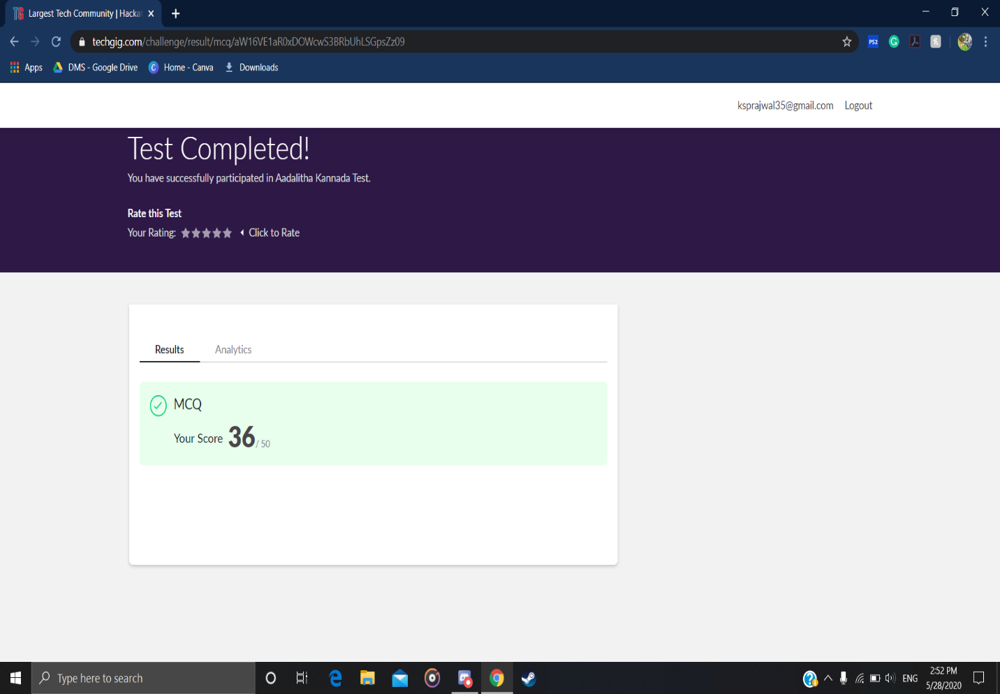 Largest Tech Community | Hacka
techgig.com/challenge/result/mcq/aW16VE1aR0xDOWcwS3BRbUhLSGpsZz09
Apps DMS - Google Drive Home - Canva Downloads
ksprajwal35@gmail.com Logout
Test Completed!
You have successfully participated in Aadalitha Kannada Test.
Rate this Test
Your Rating: Click to Rate
Results Analytics
MCQ
Your Score 36/ 50
Type here to search
ENG
2:52 PM
5/28/2020